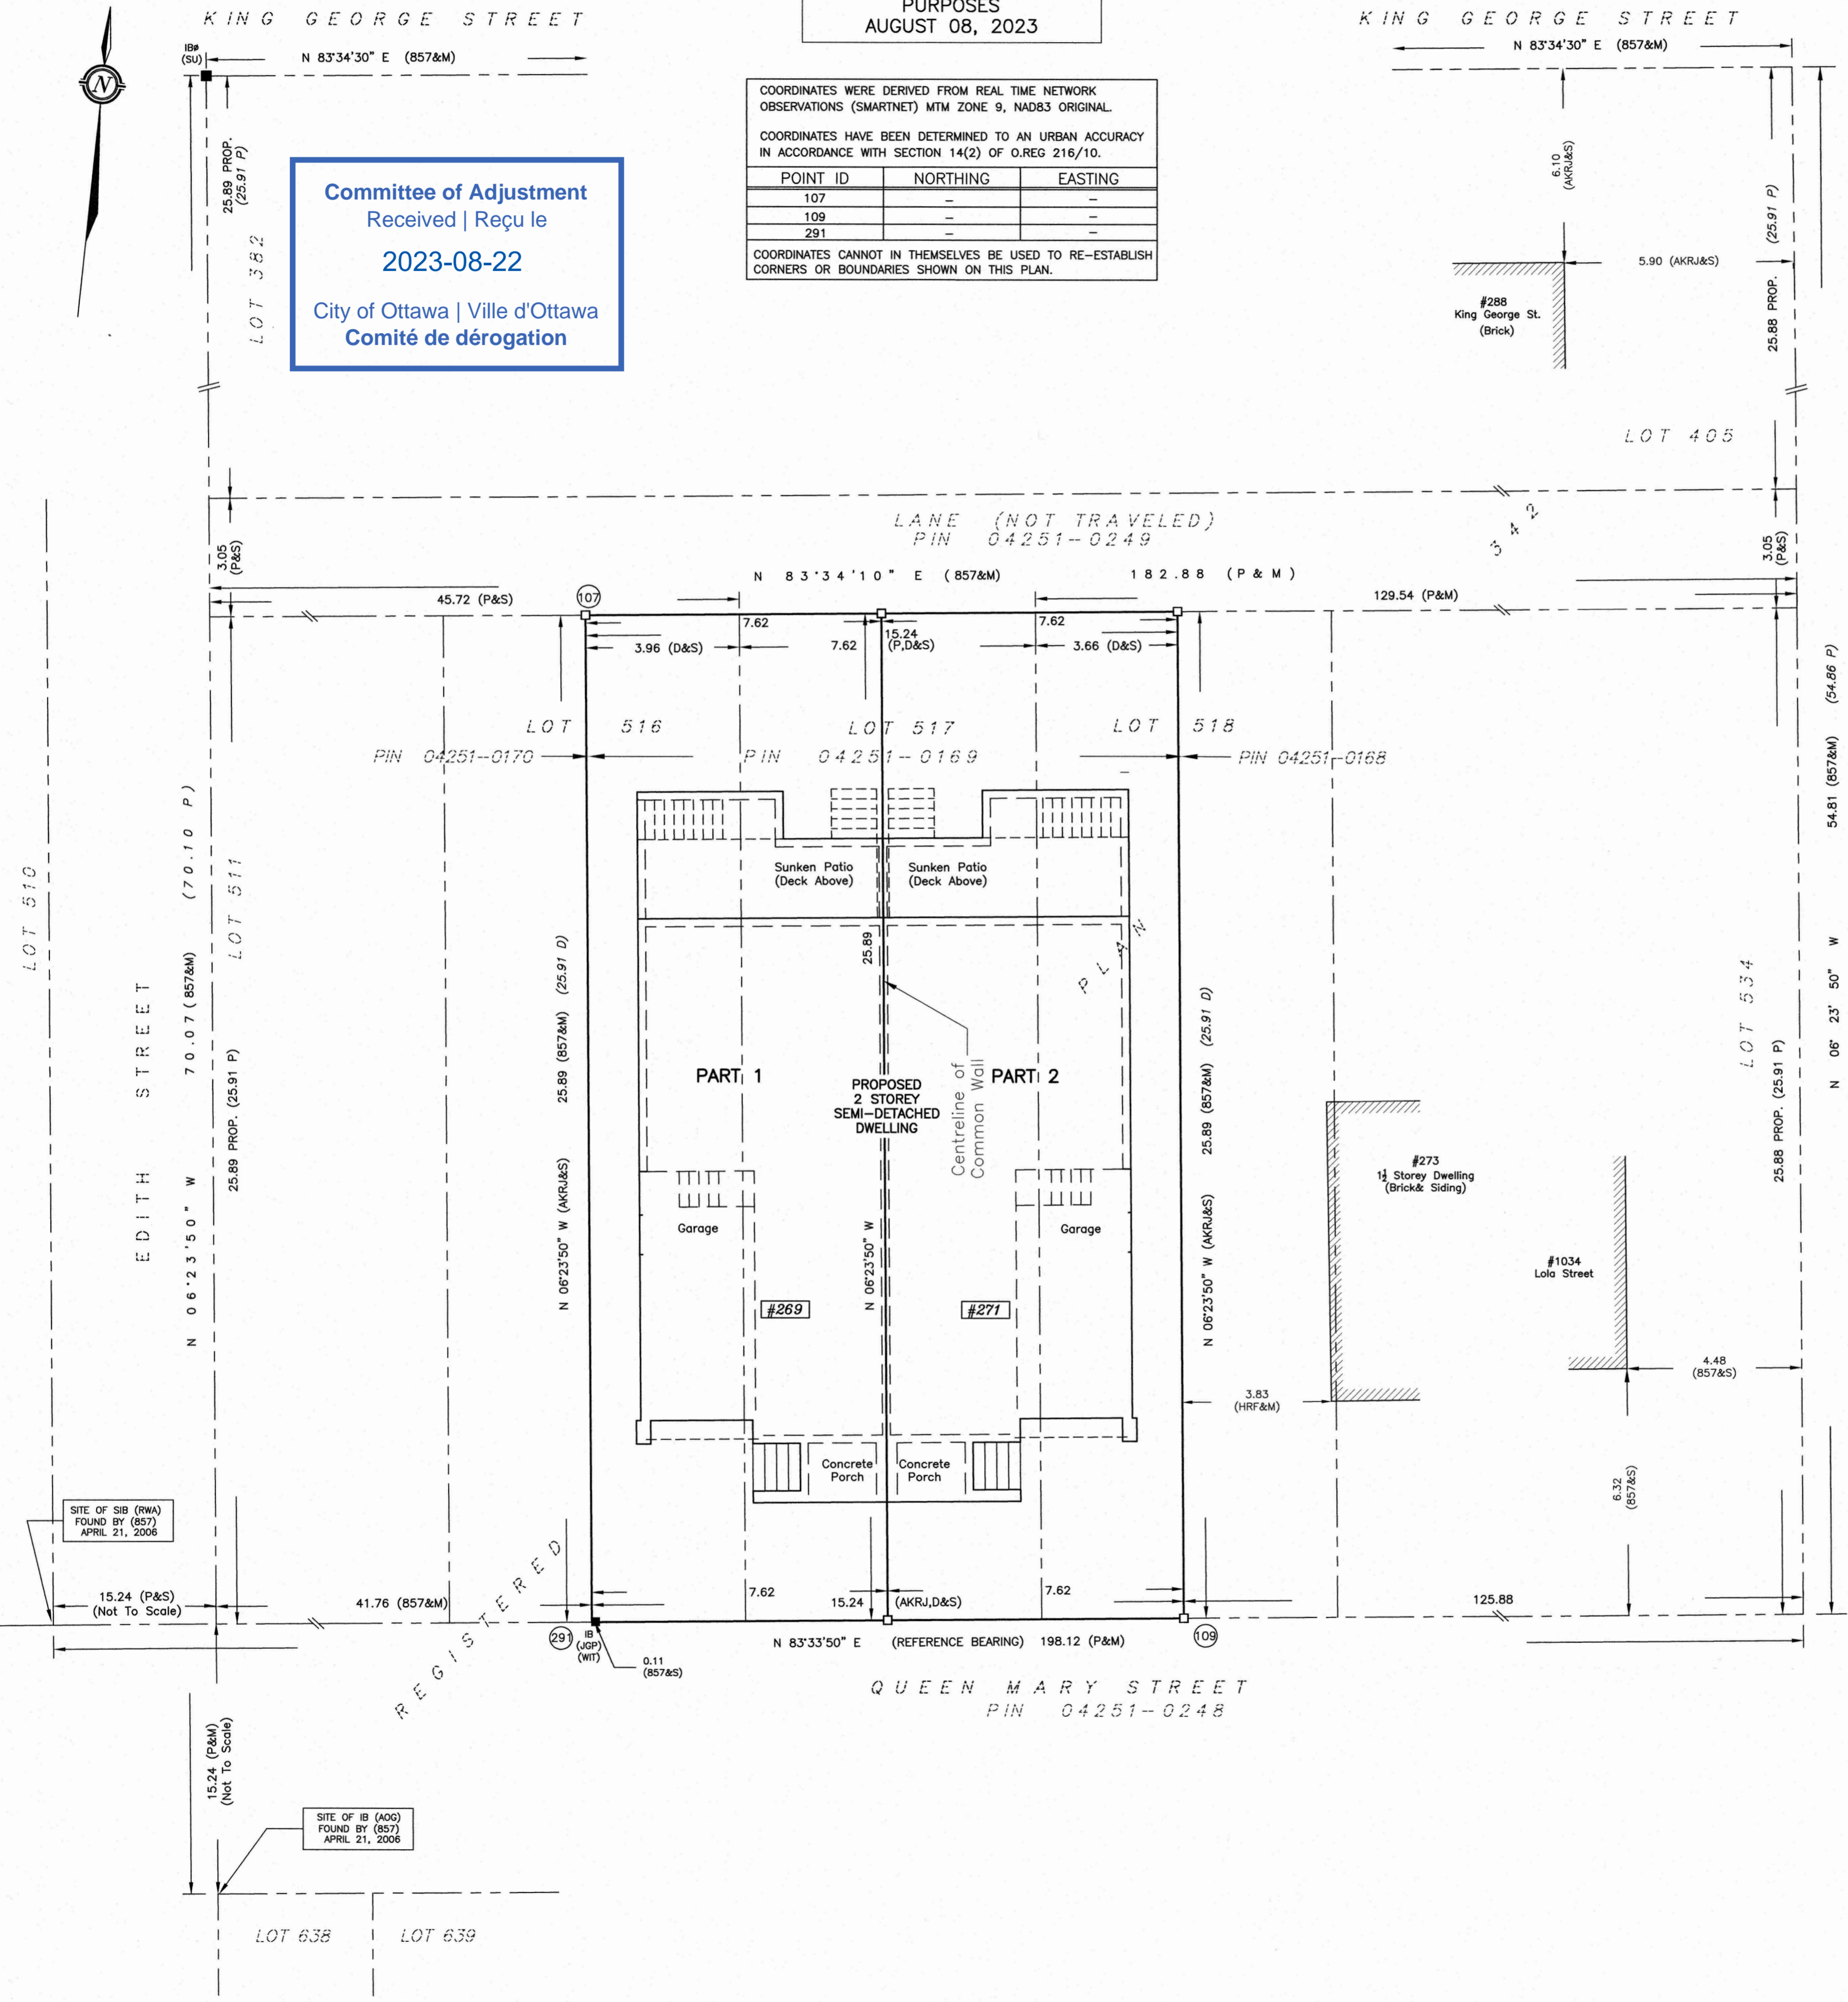 KING GEORGE STREET
N 83°34'30" E (857&M)
IBø
(SU)
N
PURPOSES
AUGUST 08, 2023
KING GEORGE STREET
N 83°34'30" E (857&M)
COORDINATES WERE DERIVED FROM REAL TIME NETWORK
OBSERVATIONS (SMARTNET) MTM ZONE 9, NAD83 ORIGINAL.
COORDINATES HAVE BEEN DETERMINED TO AN URBAN ACCURACY
IN ACCORDANCE WITH SECTION 14(2) OF O.REG 216/10.
POINT ID NORTHING EASTING
107 – –
109 – –
291 – –
COORDINATES CANNOT IN THEMSELVES BE USED TO RE-ESTABLISH
CORNERS OR BOUNDARIES SHOWN ON THIS PLAN.
25.89 PROP.
(25.91 P)
LOT 382
Committee of Adjustment
Received | Reçu le
2023-08-22
City of Ottawa | Ville d'Ottawa
Comité de dérogation
6.10
(AKRJ&S)
5.90 (AKRJ&S)
#288
King George St.
(Brick)
25.88 PROP. (25.91 P)
LOT 405
LANE (NOT TRAVELED)
PIN 04251-0249
342
3.05
(P&S)
3.05
(P&S)
N 83°34'10" E (857&M) 182.88 (P&M)
45.72 (P&S)
107
129.54 (P&M)
7.62
15.24
(P,D&S)
7.62
3.96 (D&S)
7.62
3.66 (D&S)
LOT 516
LOT 517
LOT 518
PIN 04251-0170
PIN 04251-0169
PIN 04251-0168
LOT 510
EDITH STREET
N 06°23'50" W 70.07 (857&M) (70.10 P)
LOT 511
25.89 PROP. (25.91 P)
N 06°23'50" W (AKRJ&S) 25.89 (857&M) (25.91 D)
Sunken Patio
(Deck Above)
Sunken Patio
(Deck Above)
25.89
N 06°23'50" W
PLAN
PART 1
PART 2
PROPOSED
2 STOREY
SEMI-DETACHED
DWELLING
Centreline of
Common Wall
Garage
Garage
#269
#271
N 06°23'50" W (AKRJ&S) 25.89 (857&M) (25.91 D)
#273
1½ Storey Dwelling
(Brick& Siding)
#1034
Lola Street
LOT 534
25.88 PROP. (25.91 P)
N 06° 23' 50" W 54.81 (857&M) (54.86 P)
4.48
(857&S)
3.83
(HRF&M)
6.32
(857&S)
Concrete
Porch
Concrete
Porch
SITE OF SIB (RWA)
FOUND BY (857)
APRIL 21, 2006
15.24 (P&S)
(Not To Scale)
41.76 (857&M)
REGISTERED
7.62
15.24
(AKRJ,D&S)
7.62
125.88
291
IB
(JGP)
(WIT)
0.11
(857&S)
N 83°33'50" E (REFERENCE BEARING) 198.12 (P&M)
109
QUEEN MARY STREET
PIN 04251-0248
15.24 (P&M)
(Not To Scale)
SITE OF IB (AOG)
FOUND BY (857)
APRIL 21, 2006
LOT 638
LOT 639